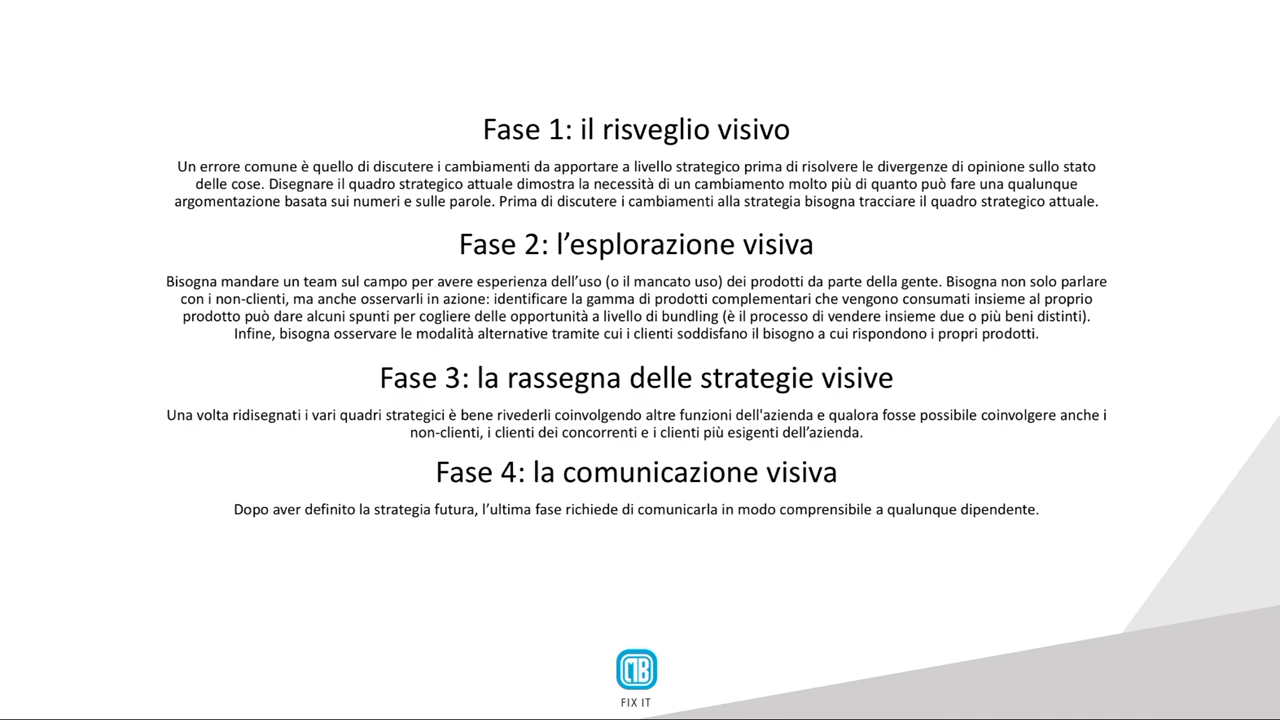 Fase 1: il risveglio visivo
Un errore comune è quello di discutere i cambiamenti da apportare a livello strategico prima di risolvere le divergenze di opinione sullo stato
delle cose. Disegnare il quadro strategico attuale dimostra la necessità di un cambiamento molto più di quanto può fare una qualunque
argomentazione basata sui numeri e sulle parole. Prima di discutere i cambiamenti alla strategia bisogna tracciare il quadro strategico attuale.
Fase 2: l’esplorazione visiva
Bisogna mandare un team sul campo per avere esperienza dell’uso (o il mancato uso) dei prodotti da parte della gente. Bisogna non solo parlare
con i non-clienti, ma anche osservarli in azione: identificare la gamma di prodotti complementari che vengono consumati insieme al proprio
prodotto può dare alcuni spunti per cogliere delle opportunità a livello di bundling (è il processo di vendere insieme due o più beni distinti).
Infine, bisogna osservare le modalità alternative tramite cui i clienti soddisfano il bisogno a cui rispondono i propri prodotti.
Fase 3: la rassegna delle strategie visive
Una volta ridisegnati i vari quadri strategici è bene rivederli coinvolgendo altre funzioni dell'azienda e qualora fosse possibile coinvolgere anche i
non-clienti, i clienti dei concorrenti e i clienti più esigenti dell’azienda.
Fase 4: la comunicazione visiva
Dopo aver definito la strategia futura, l’ultima fase richiede di comunicarla in modo comprensibile a qualunque dipendente.
MB
FIX IT